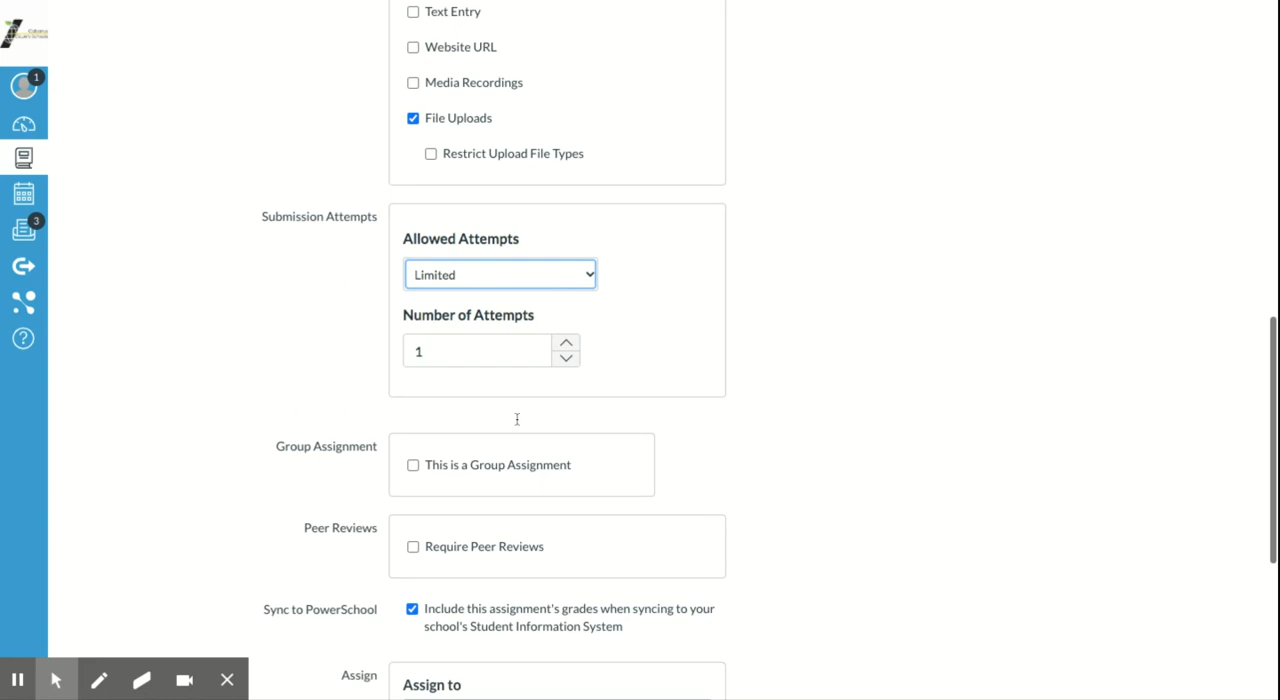 Text Entry
Website URL
Media Recordings
File Uploads
Restrict Upload File Types
Submission Attempts
Allowed Attempts
Limited
Number of Attempts
1
Group Assignment
This is a Group Assignment
Peer Reviews
Require Peer Reviews
Sync to PowerSchool
Include this assignment's grades when syncing to your
school's Student Information System
Assign
Assign to
1
3